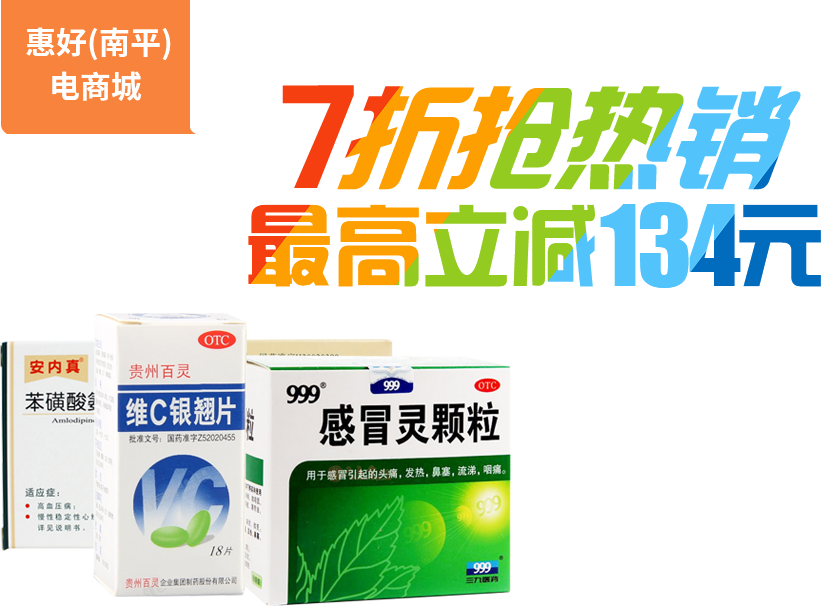 惠好(南平)
电商城
7折抢热销
最高立减134元
安内真®
苯磺酸氨
Amlodipine
适应症：
高血压病；
慢性稳定性心绞
详见说明书。
OTC
贵州百灵
维C银翘片
批准文号：国药准字Z52020455
VC
18片
贵州百灵企业集团制药股份有限公司
999®
999
OTC
感冒灵颗粒
用于感冒引起的头痛，发热，鼻塞，流涕，咽痛。
999
999
999
三九医药